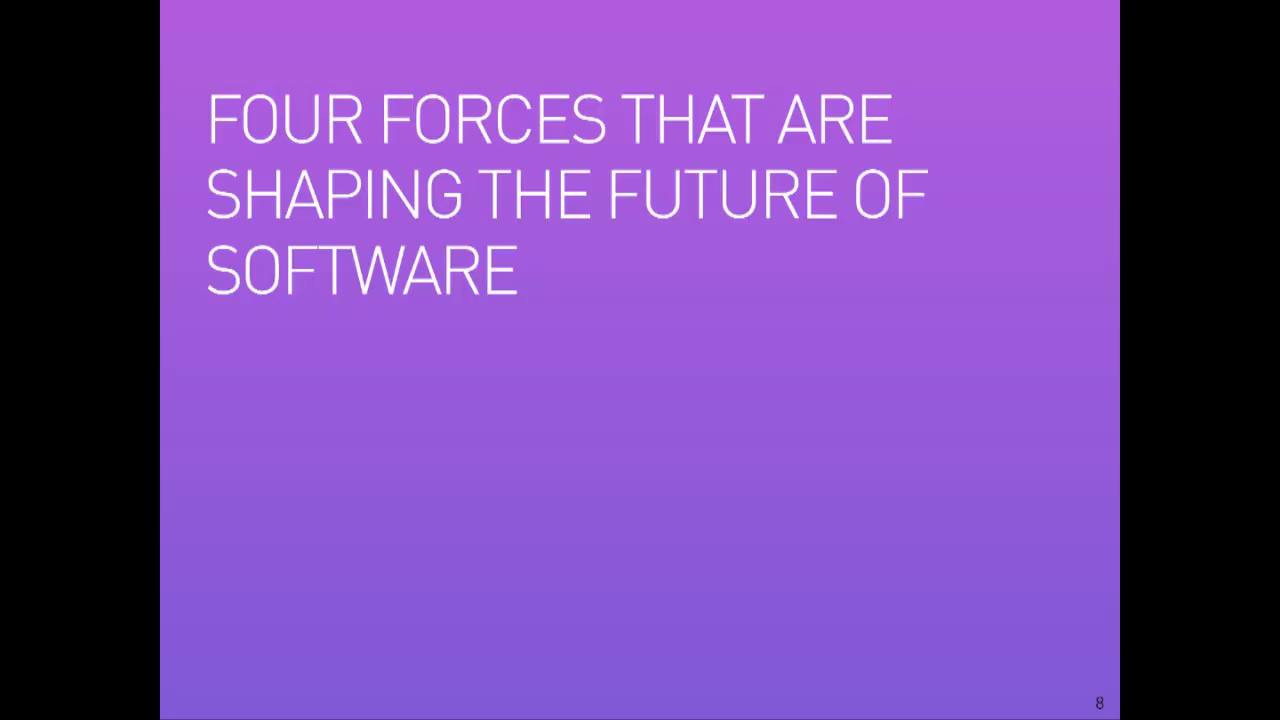 FOUR FORCES THAT ARE
SHAPING THE FUTURE OF
SOFTWARE
8